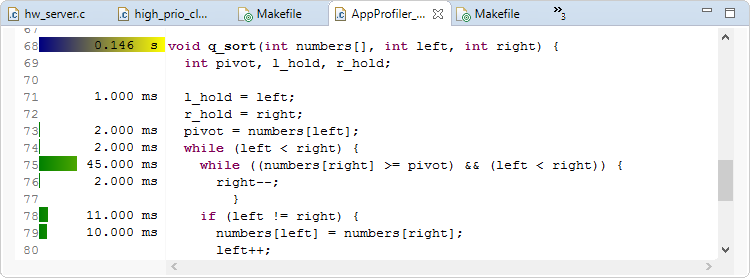 hw_server.c high_prio_cl... Makefile AppProfiler_... Makefile »3
67
68 0.146 s void q_sort(int numbers[], int left, int right) {
69 int pivot, l_hold, r_hold;
70
71 1.000 ms l_hold = left;
72 r_hold = right;
73 2.000 ms pivot = numbers[left];
74 2.000 ms while (left < right) {
75 45.000 ms while ((numbers[right] >= pivot) && (left < right)) {
76 2.000 ms right--;
77 }
78 11.000 ms if (left != right) {
79 10.000 ms numbers[left] = numbers[right];
80 left++;